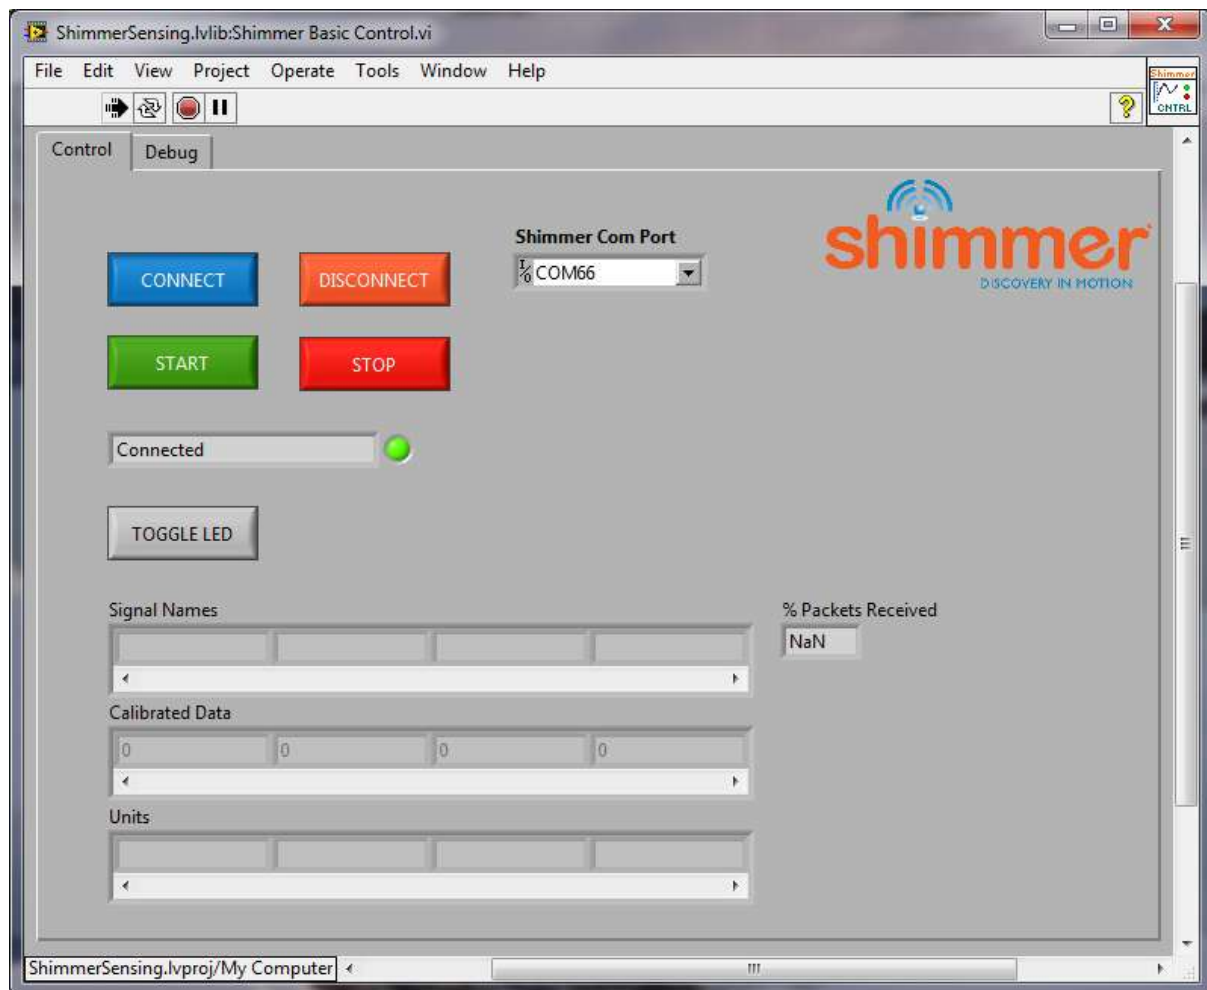 ShimmerSensing.lvlib:Shimmer Basic Control.vi
File Edit View Project Operate Tools Window Help
Shimmer
CNTRL
Control Debug
shimmer
DISCOVERY IN MOTION
Shimmer Com Port
COM66
CONNECT DISCONNECT
START STOP
Connected
TOGGLE LED
Signal Names
% Packets Received
NaN
Calibrated Data
0 0 0 0
Units
ShimmerSensing.lvproj/My Computer